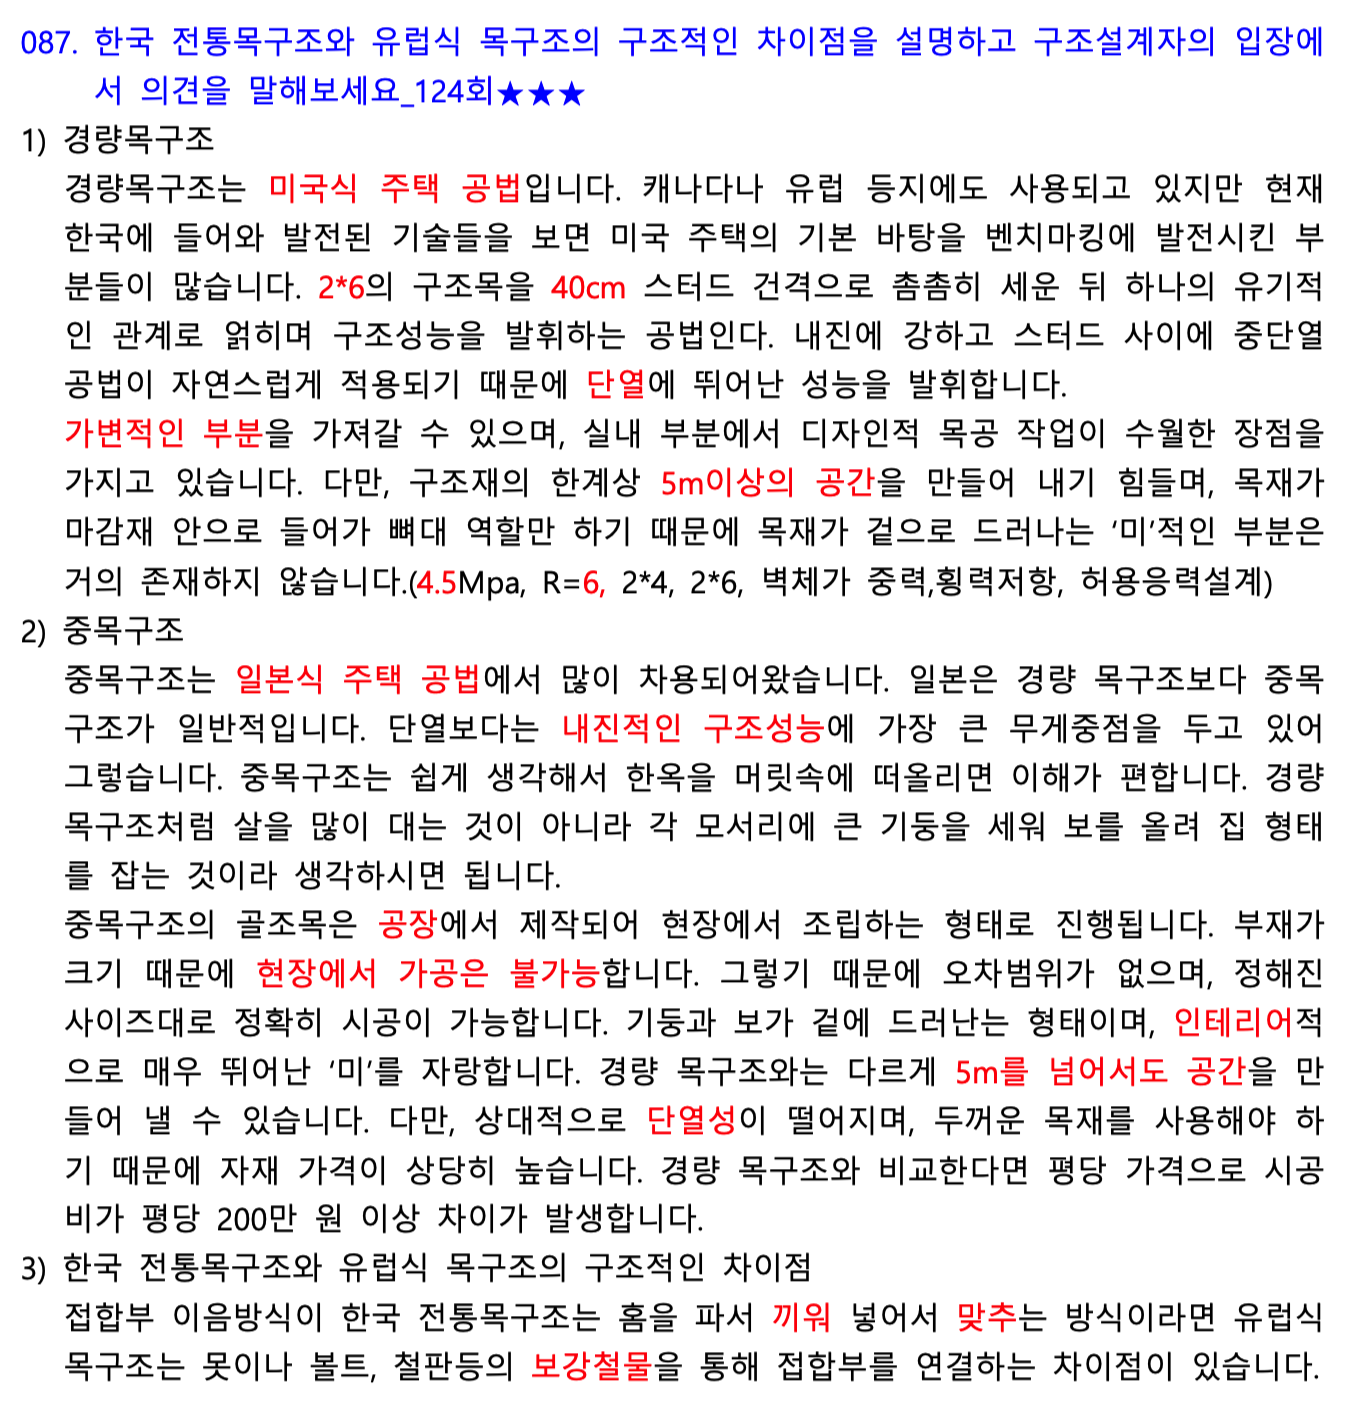 087. 한국 전통목구조와 유럽식 목구조의 구조적인 차이점을 설명하고 구조설계자의 입장에
서 의견을 말해보세요_124회★★★
1) 경량목구조
경량목구조는 미국식 주택 공법입니다. 캐나다나 유럽 등지에도 사용되고 있지만 현재
한국에 들어와 발전된 기술들을 보면 미국 주택의 기본 바탕을 벤치마킹에 발전시킨 부
분들이 많습니다. 2*6의 구조목을 40cm 스터드 건격으로 촘촘히 세운 뒤 하나의 유기적
인 관계로 얽히며 구조성능을 발휘하는 공법인다. 내진에 강하고 스터드 사이에 중단열
공법이 자연스럽게 적용되기 때문에 단열에 뛰어난 성능을 발휘합니다.
가변적인 부분을 가져갈 수 있으며, 실내 부분에서 디자인적 목공 작업이 수월한 장점을
가지고 있습니다. 다만, 구조재의 한계상 5m이상의 공간을 만들어 내기 힘들며, 목재가
마감재 안으로 들어가 뼈대 역할만 하기 때문에 목재가 겉으로 드러나는 ‘미’적인 부분은
거의 존재하지 않습니다.(4.5Mpa, R=6, 2*4, 2*6, 벽체가 중력,횡력저항, 허용응력설계)
2) 중목구조
중목구조는 일본식 주택 공법에서 많이 차용되어왔습니다. 일본은 경량 목구조보다 중목
구조가 일반적입니다. 단열보다는 내진적인 구조성능에 가장 큰 무게중점을 두고 있어
그렇습니다. 중목구조는 쉽게 생각해서 한옥을 머릿속에 떠올리면 이해가 편합니다. 경량
목구조처럼 살을 많이 대는 것이 아니라 각 모서리에 큰 기둥을 세워 보를 올려 집 형태
를 잡는 것이라 생각하시면 됩니다.
중목구조의 골조목은 공장에서 제작되어 현장에서 조립하는 형태로 진행됩니다. 부재가
크기 때문에 현장에서 가공은 불가능합니다. 그렇기 때문에 오차범위가 없으며, 정해진
사이즈대로 정확히 시공이 가능합니다. 기둥과 보가 겉에 드러난는 형태이며, 인테리어적
으로 매우 뛰어난 ‘미’를 자랑합니다. 경량 목구조와는 다르게 5m를 넘어서도 공간을 만
들어 낼 수 있습니다. 다만, 상대적으로 단열성이 떨어지며, 두꺼운 목재를 사용해야 하
기 때문에 자재 가격이 상당히 높습니다. 경량 목구조와 비교한다면 평당 가격으로 시공
비가 평당 200만 원 이상 차이가 발생합니다.
3) 한국 전통목구조와 유럽식 목구조의 구조적인 차이점
접합부 이음방식이 한국 전통목구조는 홈을 파서 끼워 넣어서 맞추는 방식이라면 유럽식
목구조는 못이나 볼트, 철판등의 보강철물을 통해 접합부를 연결하는 차이점이 있습니다.